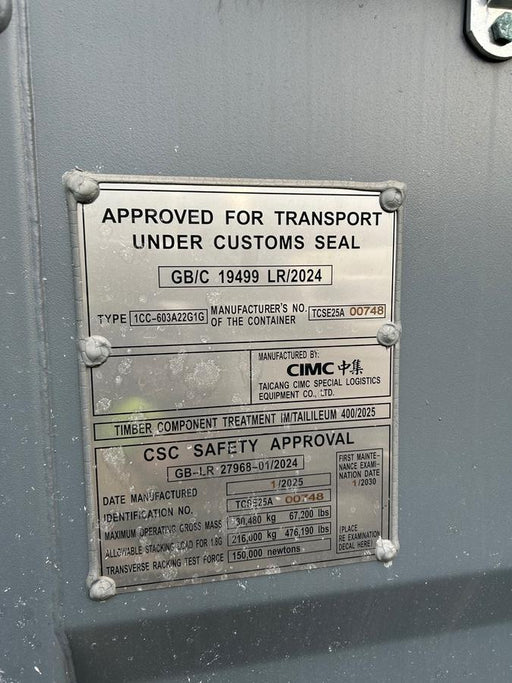 APPROVED FOR TRANSPORT
UNDER CUSTOMS SEAL
GB/C 19499 LR/2024
TYPE 1CC-603A22G1G MANUFACTURER'S NO. OF THE CONTAINER TCSE25A 00748
MANUFACTURED BY:
CIMC 中集
TAICANG CIMC SPECIAL LOGISTICS
EQUIPMENT CO., LTD.
TIMBER COMPONENT TREATMENT IM/TAILILEUM 400/2025
CSC SAFETY APPROVAL
GB-LR 27968-01/2024
DATE MANUFACTURED 1/2025
IDENTIFICATION NO. TCSE25A 00748
MAXIMUM OPERATING GROSS MASS 30,480 kg 67,200 lbs
ALLOWABLE STACKING LOAD FOR 1.8G 216,000 kg 476,190 lbs
TRANSVERSE RACKING TEST FORCE 150,000 newtons
FIRST MAINTE-
NANCE EXAMI-
NATION DATE
1/2030
(PLACE
RE EXAMINATION
DECAL HERE)